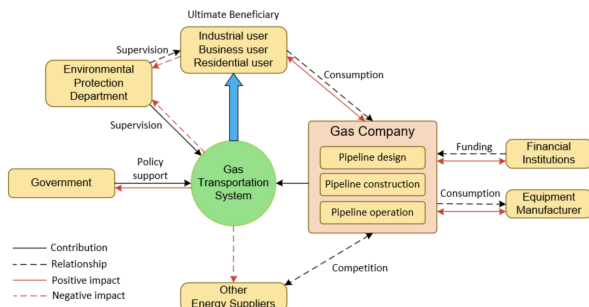 Ultimate Beneficiary
Industrial user
Business user
Residential user
Supervision
Environmental
Protection
Department
Consumption
Supervision
Gas Company
Pipeline design
Pipeline construction
Pipeline operation
Funding
Financial
Institutions
Consumption
Equipment
Manufacturer
Government
Policy
support
Gas
Transportation
System
Contribution
Relationship
Positive impact
Negative impact
Competition
Other
Energy Suppliers